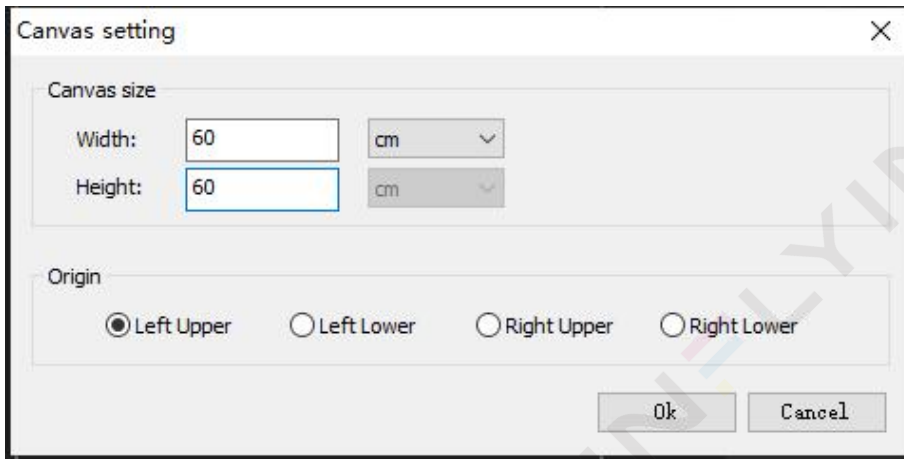 Canvas setting
Canvas size
Width: 60 cm
Height: 60 cm
Origin
Left Upper Left Lower Right Upper Right Lower
Ok Cancel